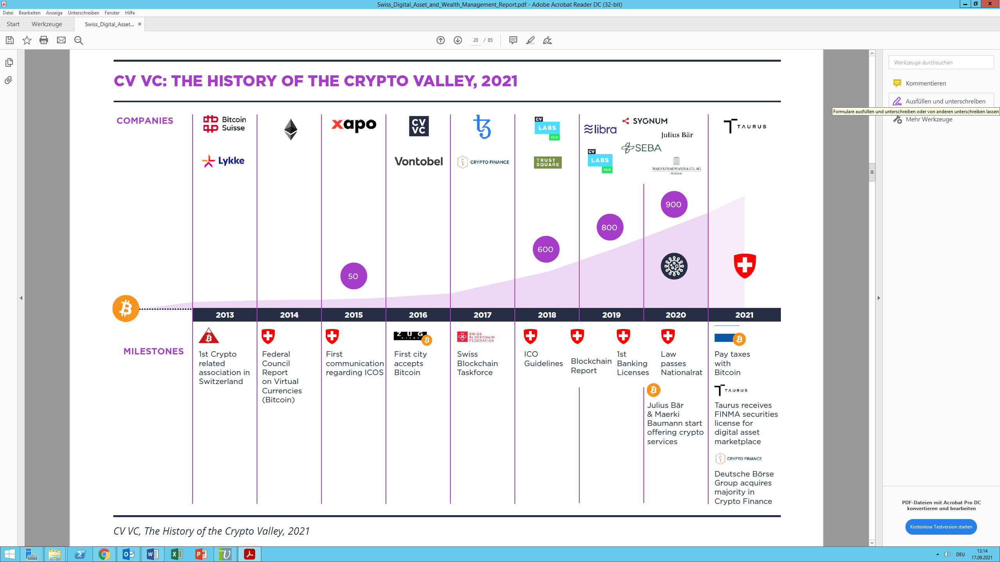 Swiss_Digital_Asset_and_Wealth_Management_Report.pdf - Adobe Acrobat Reader DC (32-bit)
Datei Bearbeiten Anzeige Unterschreiben Fenster Hilfe
Start Werkzeuge Swiss_Digital_Asset... ×
20 / 85
Werkzeuge durchsuchen
Kommentieren
Ausfüllen und unterschreiben
Formulare ausfüllen und unterschreiben oder von anderen unterschreiben lassen
Mehr Werkzeuge
CV VC: THE HISTORY OF THE CRYPTO VALLEY, 2021
COMPANIES
Bitcoin
Suisse
Lykke
xapo
CV
VC
Vontobel
CRYPTO FINANCE
CV
LABS
ZUG
TRUST
SQUARE
libra
SYGNUM
Julius Bär
SEBA
CV
LABS
ZUG
MAERKI BAUMANN & CO. AG
PRIVATBANK
TAURUS
50
600
800
900
2013 2014 2015 2016 2017 2018 2019 2020 2021
MILESTONES
1st Crypto
related
association in
Switzerland
Federal
Council
Report
on Virtual
Currencies
(Bitcoin)
First
communication
regarding ICOS
ZUG
Stadt
First city
accepts
Bitcoin
SWISS
BLOCKCHAIN
FEDERATION
Swiss
Blockchain
Taskforce
ICO
Guidelines
Blockchain
Report
1st
Banking
Licenses
Law
passes
Nationalrat
Julius Bär
& Maerki
Baumann start
offering crypto
services
Pay taxes
with
Bitcoin
TAURUS
Taurus receives
FINMA securities
license for
digital asset
marketplace
CRYPTO FINANCE
Deutsche Börse
Group acquires
majority in
Crypto Finance
CV VC, The History of the Crypto Valley, 2021
PDF-Dateien mit Acrobat Pro DC
konvertieren und bearbeiten
Kostenlose Testversion starten
DEU
13:14
17.09.2021